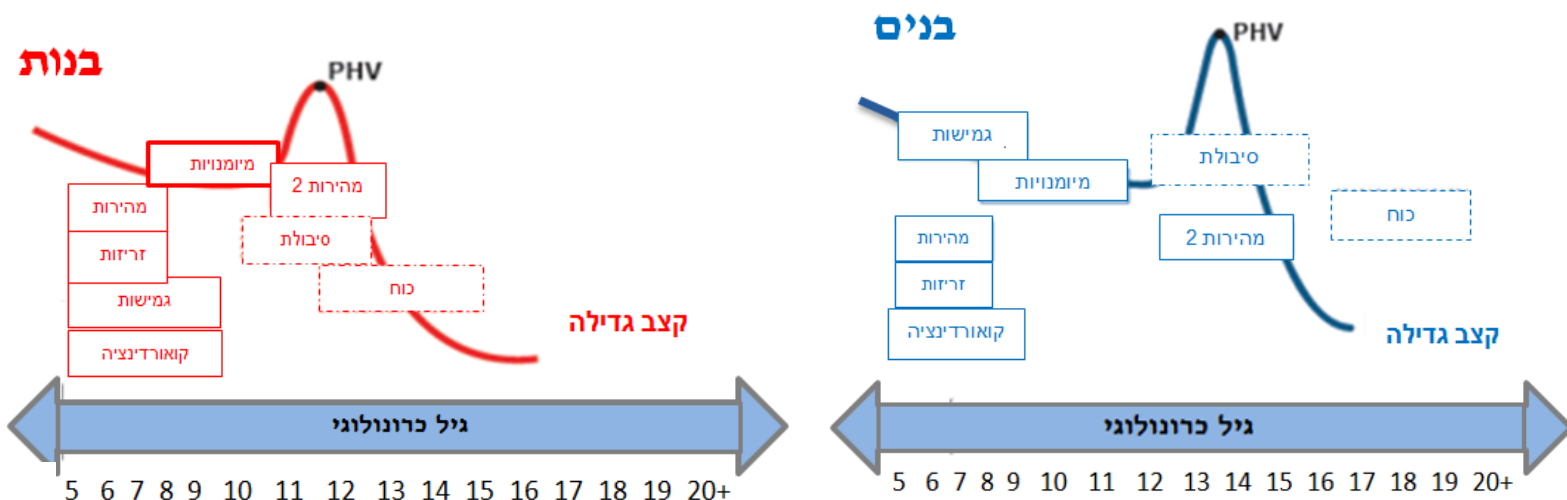 בנים
PHV
גמישות
סיבולת
מיומנויות
כוח
מהירות
מהירות 2
זריזות
קואורדינציה
קצב גדילה
גיל כרונולוגי
5 6 7 8 9 10 11 12 13 14 15 16 17 18 19 20+
בנות
PHV
מיומנויות
מהירות 2
מהירות
סיבולת
זריזות
כוח
גמישות
קצב גדילה
קואורדינציה
גיל כרונולוגי
5 6 7 8 9 10 11 12 13 14 15 16 17 18 19 20+